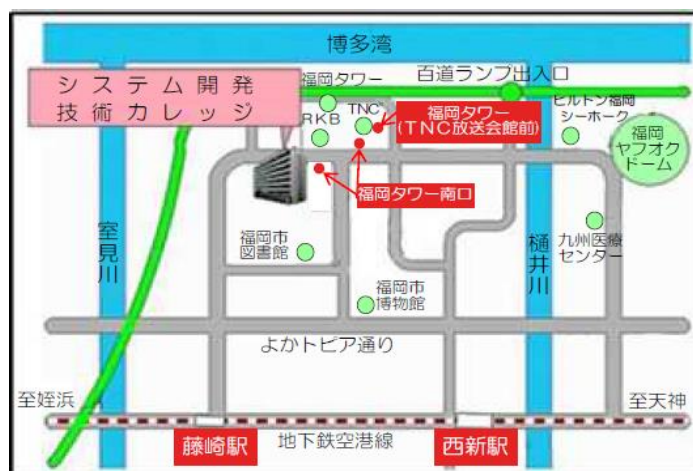 博多湾
システム開発
技術カレッジ
福岡タワー
百道ランプ出入口
RKB
TNC
福岡タワー
(TNC放送会館前)
ヒルトン福岡
シーホーク
福岡
ヤフオク
ドーム
福岡タワー南口
室見川
福岡市
図書館
樋井川
九州医療
センター
福岡市
博物館
よかトピア通り
至姪浜
至天神
藤崎駅
地下鉄空港線
西新駅